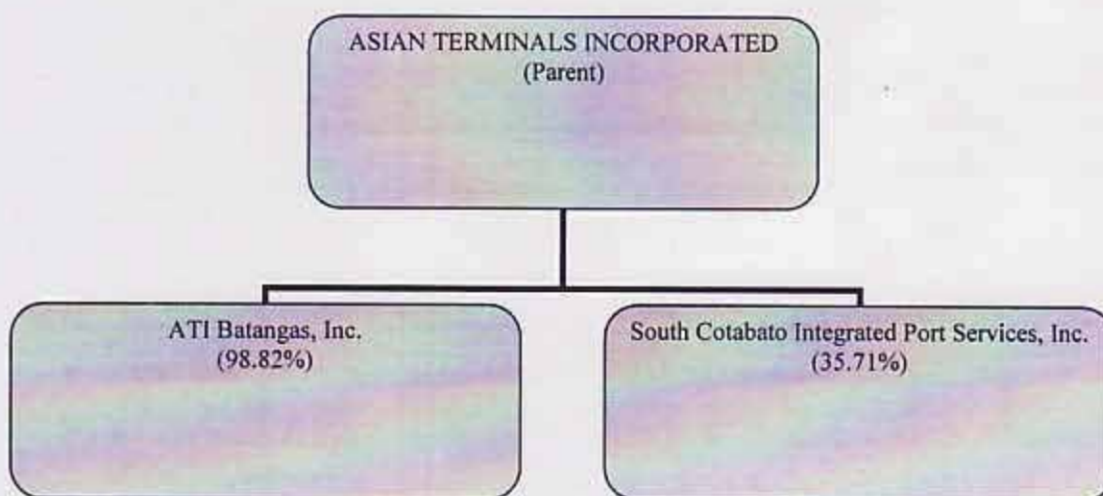 ASIAN TERMINALS INCORPORATED
(Parent)
ATI Batangas, Inc.
(98.82%)
South Cotabato Integrated Port Services, Inc.
(35.71%)